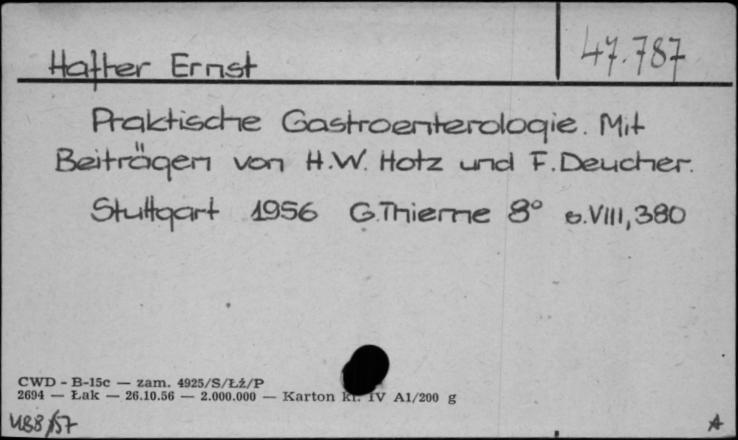 47.787
Hafter Ernst
Praktische Gastroenterologie. Mit
Beiträgen von H.W. Hotz und F. Deucher.
Stuttgart 1956 G.Thieme 8° s.VIII,380
CWD - B-15c — zam. 4925/S/Łź/P
2694 — Łak — 26.10.56 — 2.000.000 — Karton kl. IV A1/200 g
488/57
A